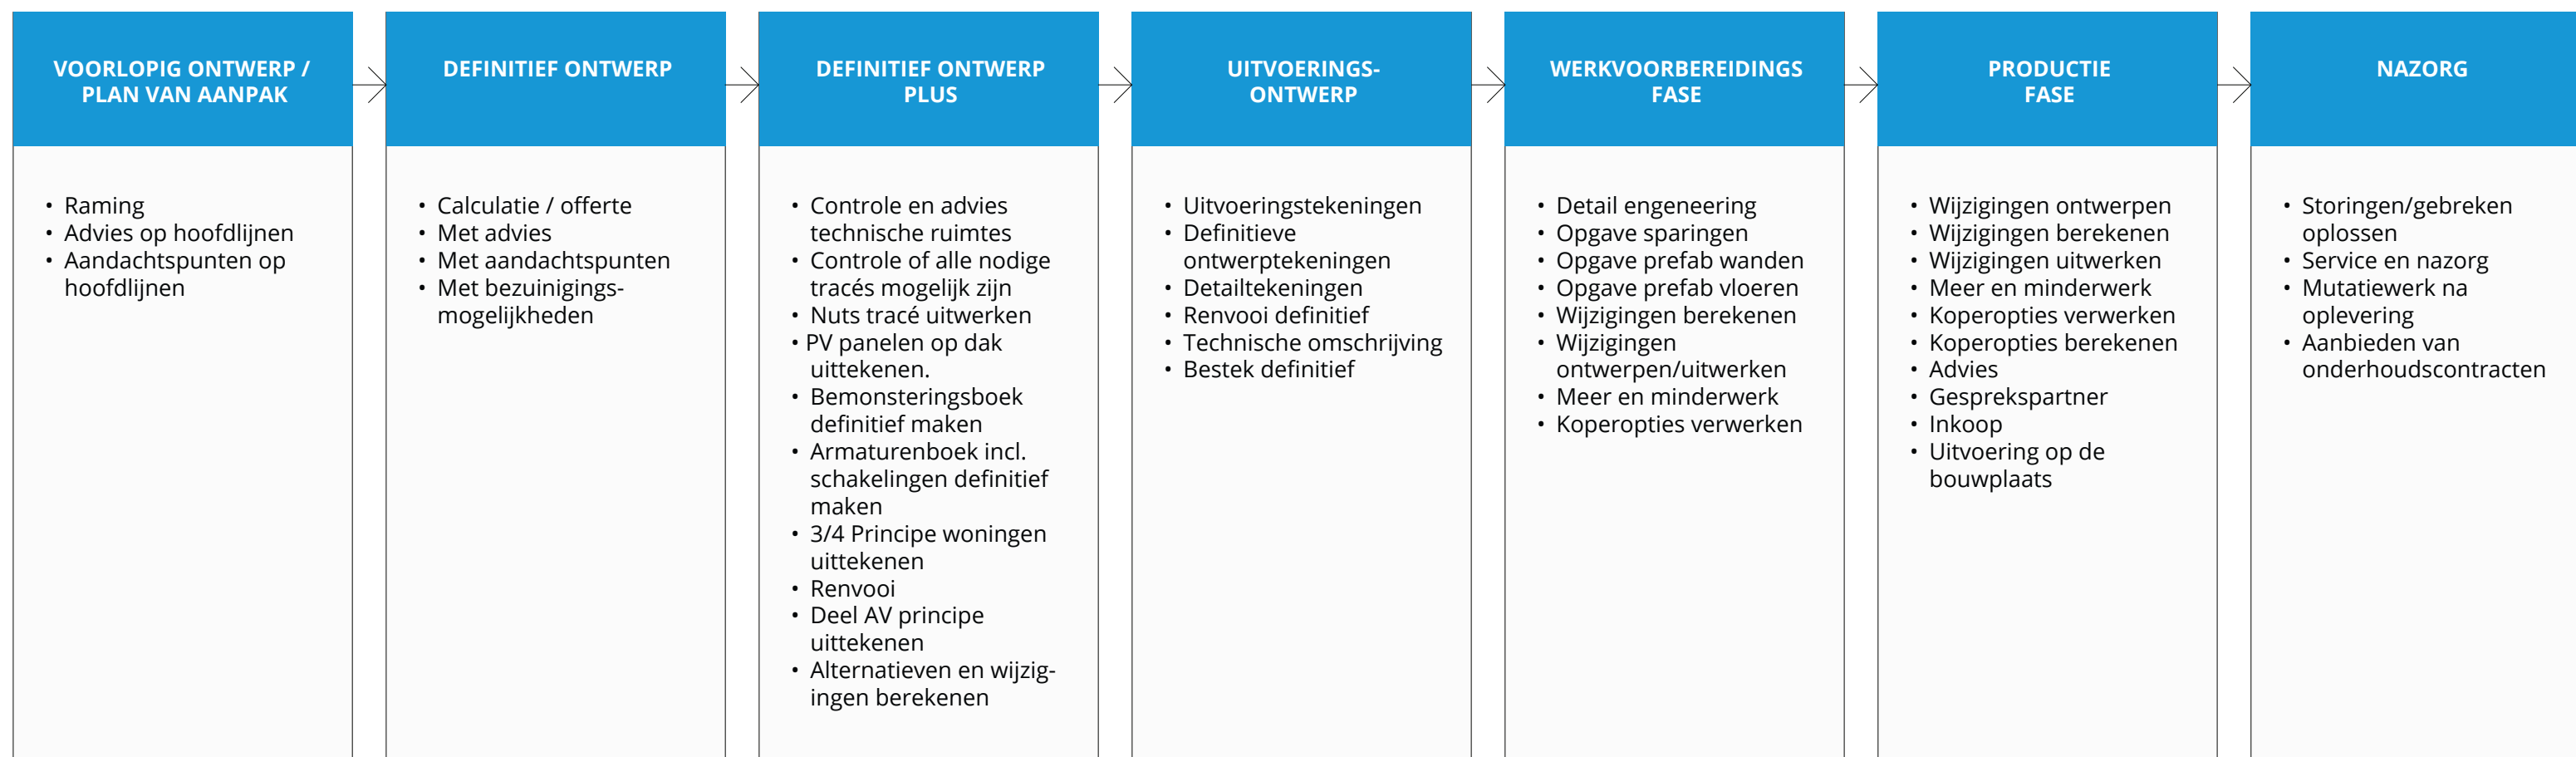 VOORLOPIG ONTWERP /
PLAN VAN AANPAK
• Raming
• Advies op hoofdlijnen
• Aandachtspunten op
hoofdlijnen
DEFINITIEF ONTWERP
• Calculatie / offerte
• Met advies
• Met aandachtspunten
• Met bezuinigings-
mogelijkheden
DEFINITIEF ONTWERP
PLUS
• Controle en advies
technische ruimtes
• Controle of alle nodige
tracés mogelijk zijn
• Nuts tracé uitwerken
• PV panelen op dak
uittekenen.
• Bemonsteringsboek
definitief maken
• Armaturenboek incl.
schakelingen definitief
maken
• 3/4 Principe woningen
uittekenen
• Renvooi
• Deel AV principe
uittekenen
• Alternatieven en wijzig-
ingen berekenen
UITVOERINGS-
ONTWERP
• Uitvoeringstekeningen
• Definitieve
ontwerptekeningen
• Detailtekeningen
• Renvooi definitief
• Technische omschrijving
• Bestek definitief
WERKVOORBEREIDINGS
FASE
• Detail engeneering
• Opgave sparingen
• Opgave prefab wanden
• Opgave prefab vloeren
• Wijzigingen berekenen
• Wijzigingen
ontwerpen/uitwerken
• Meer en minderwerk
• Koperopties verwerken
PRODUCTIE
FASE
• Wijzigingen ontwerpen
• Wijzigingen berekenen
• Wijzigingen uitwerken
• Meer en minderwerk
• Koperopties verwerken
• Koperopties berekenen
• Advies
• Gesprekspartner
• Inkoop
• Uitvoering op de
bouwplaats
NAZORG
• Storingen/gebreken
oplossen
• Service en nazorg
• Mutatiewerk na
oplevering
• Aanbieden van
onderhoudscontracten